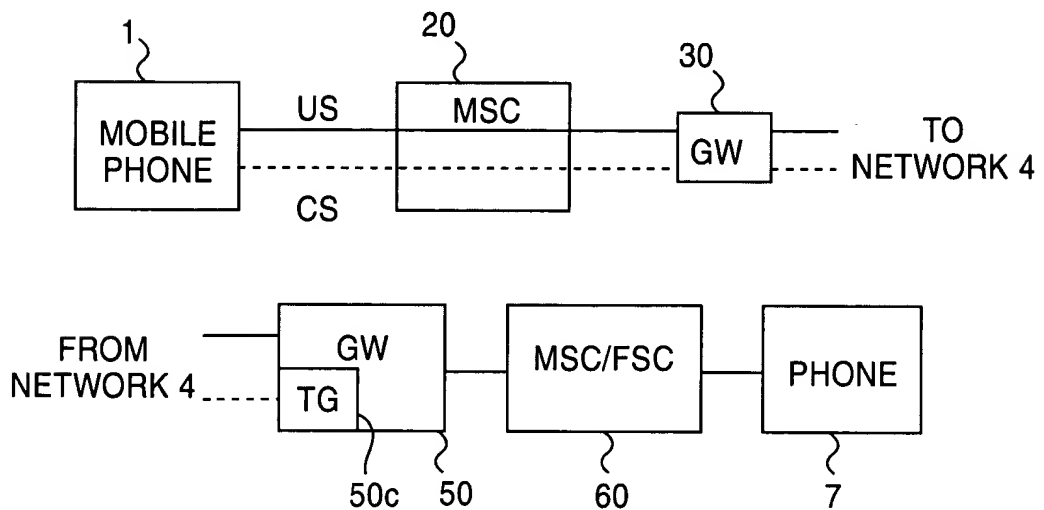 1
20
30
MOBILE
PHONE
US
CS
MSC
GW
TO
NETWORK 4
FROM
NETWORK 4
GW
TG
MSC/FSC
PHONE
50c
50
60
7